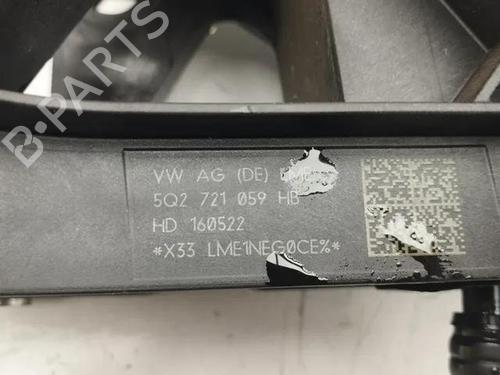 B-PARTS
VW AG (DE)
5Q2 721 059 HB
HD 160522
*X33 LME1NEG0CE%*